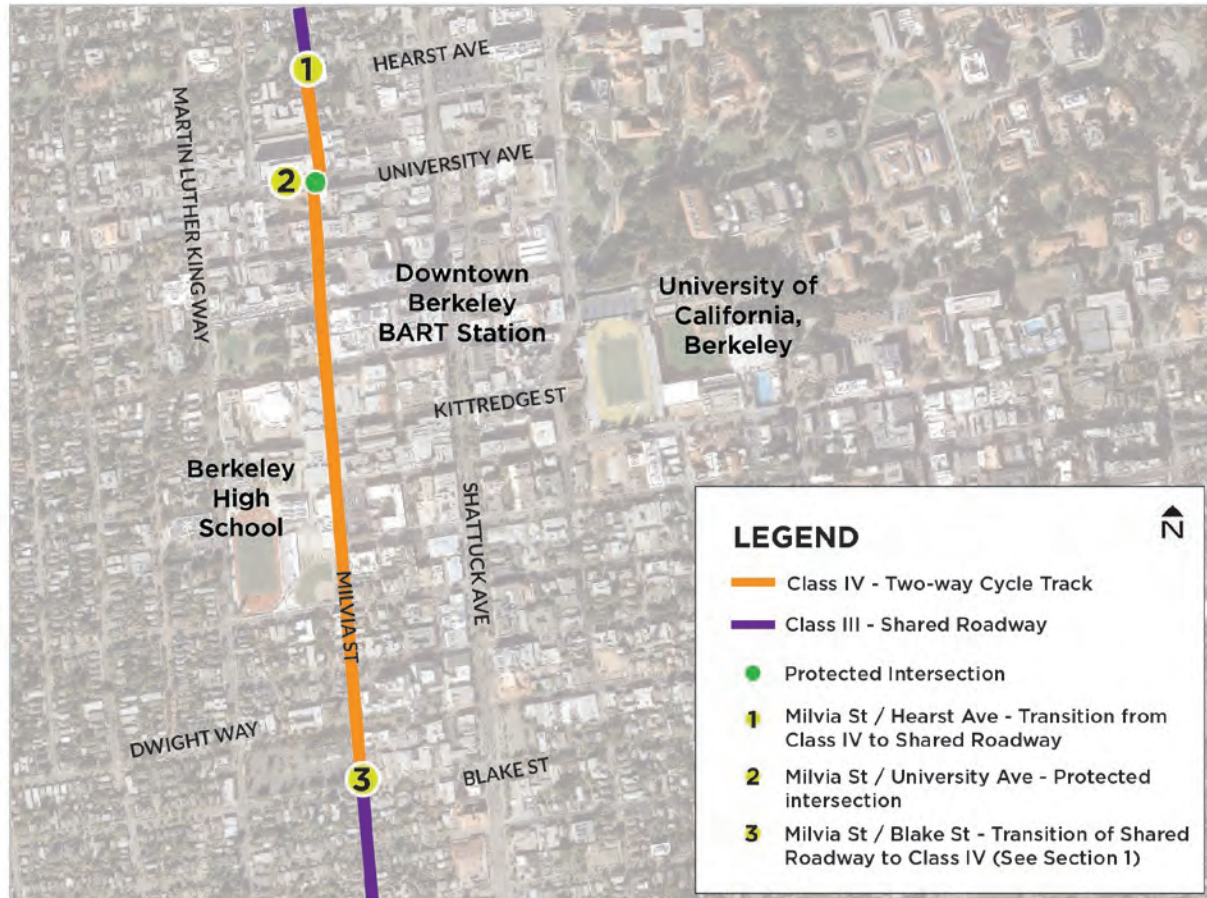 1
HEARST AVE
MARTIN LUTHER KING WAY
2
UNIVERSITY AVE
Downtown
Berkeley
BART Station
University of
California,
Berkeley
KITTREDGE ST
Berkeley
High
School
SHATTUCK AVE
MILVIA ST
DWIGHT WAY
3
BLAKE ST
N
LEGEND
Class IV - Two-way Cycle Track
Class III - Shared Roadway
Protected Intersection
1 Milvia St / Hearst Ave - Transition from
Class IV to Shared Roadway
2 Milvia St / University Ave - Protected
intersection
3 Milvia St / Blake St - Transition of Shared
Roadway to Class IV (See Section 1)